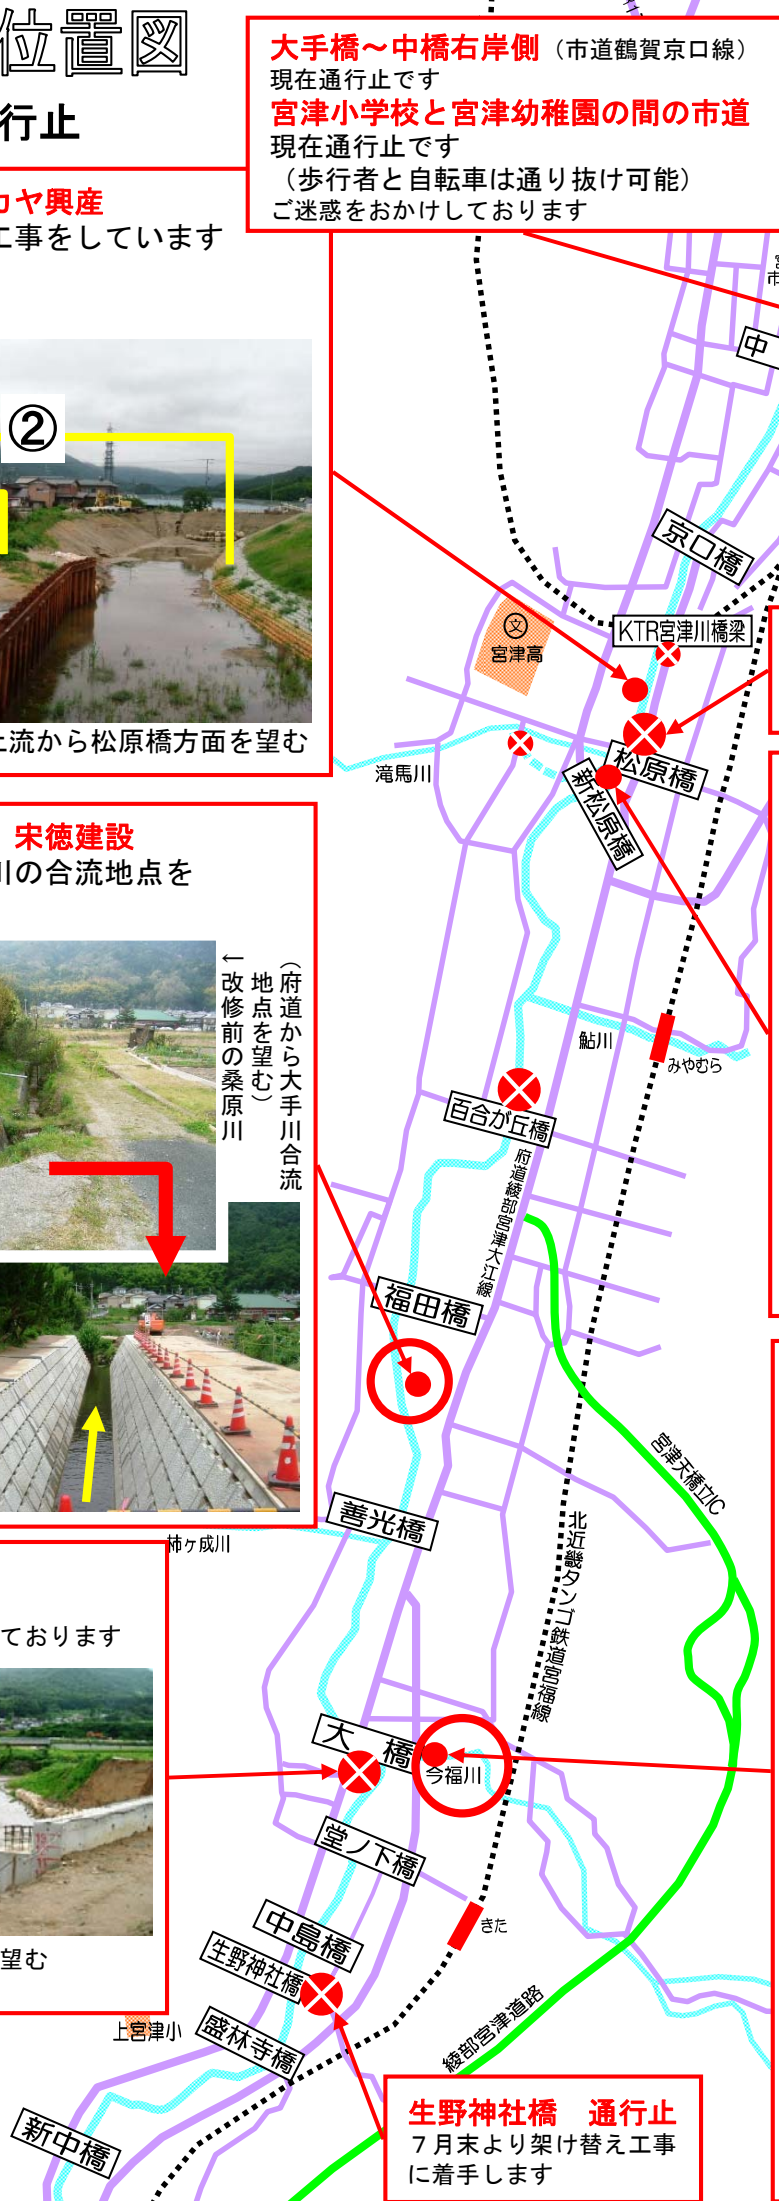 位置図
行止
大手橋～中橋右岸側（市道鶴賀京口線）
現在通行止です
宮津小学校と宮津幼稚園の間の市道
現在通行止です
（歩行者と自転車は通り抜け可能）
ご迷惑をおかけしております
カヤ興産
工事をしています
②
上流から松原橋方面を望む
中
京口橋
KTR宮津川橋梁
文
宮津高
松原橋
新松原橋
滝馬川
宋徳建設
川の合流地点を
（府道から大手川合流
地点を望む）
←改修前の桑原川
鮎川
みやむら
百合が丘橋
府道綾部宮津大江線
福田橋
宮津天橋立IC
善光橋
柿ヶ成川
北近畿タンゴ鉄道宮福線
ております
望む
大橋
今福川
堂ノ下橋
きた
中島橋
生野神社橋
上宮津小
盛林寺橋
綾部宮津道路
新中橋
生野神社橋　通行止
７月末より架け替え工事
に着手します